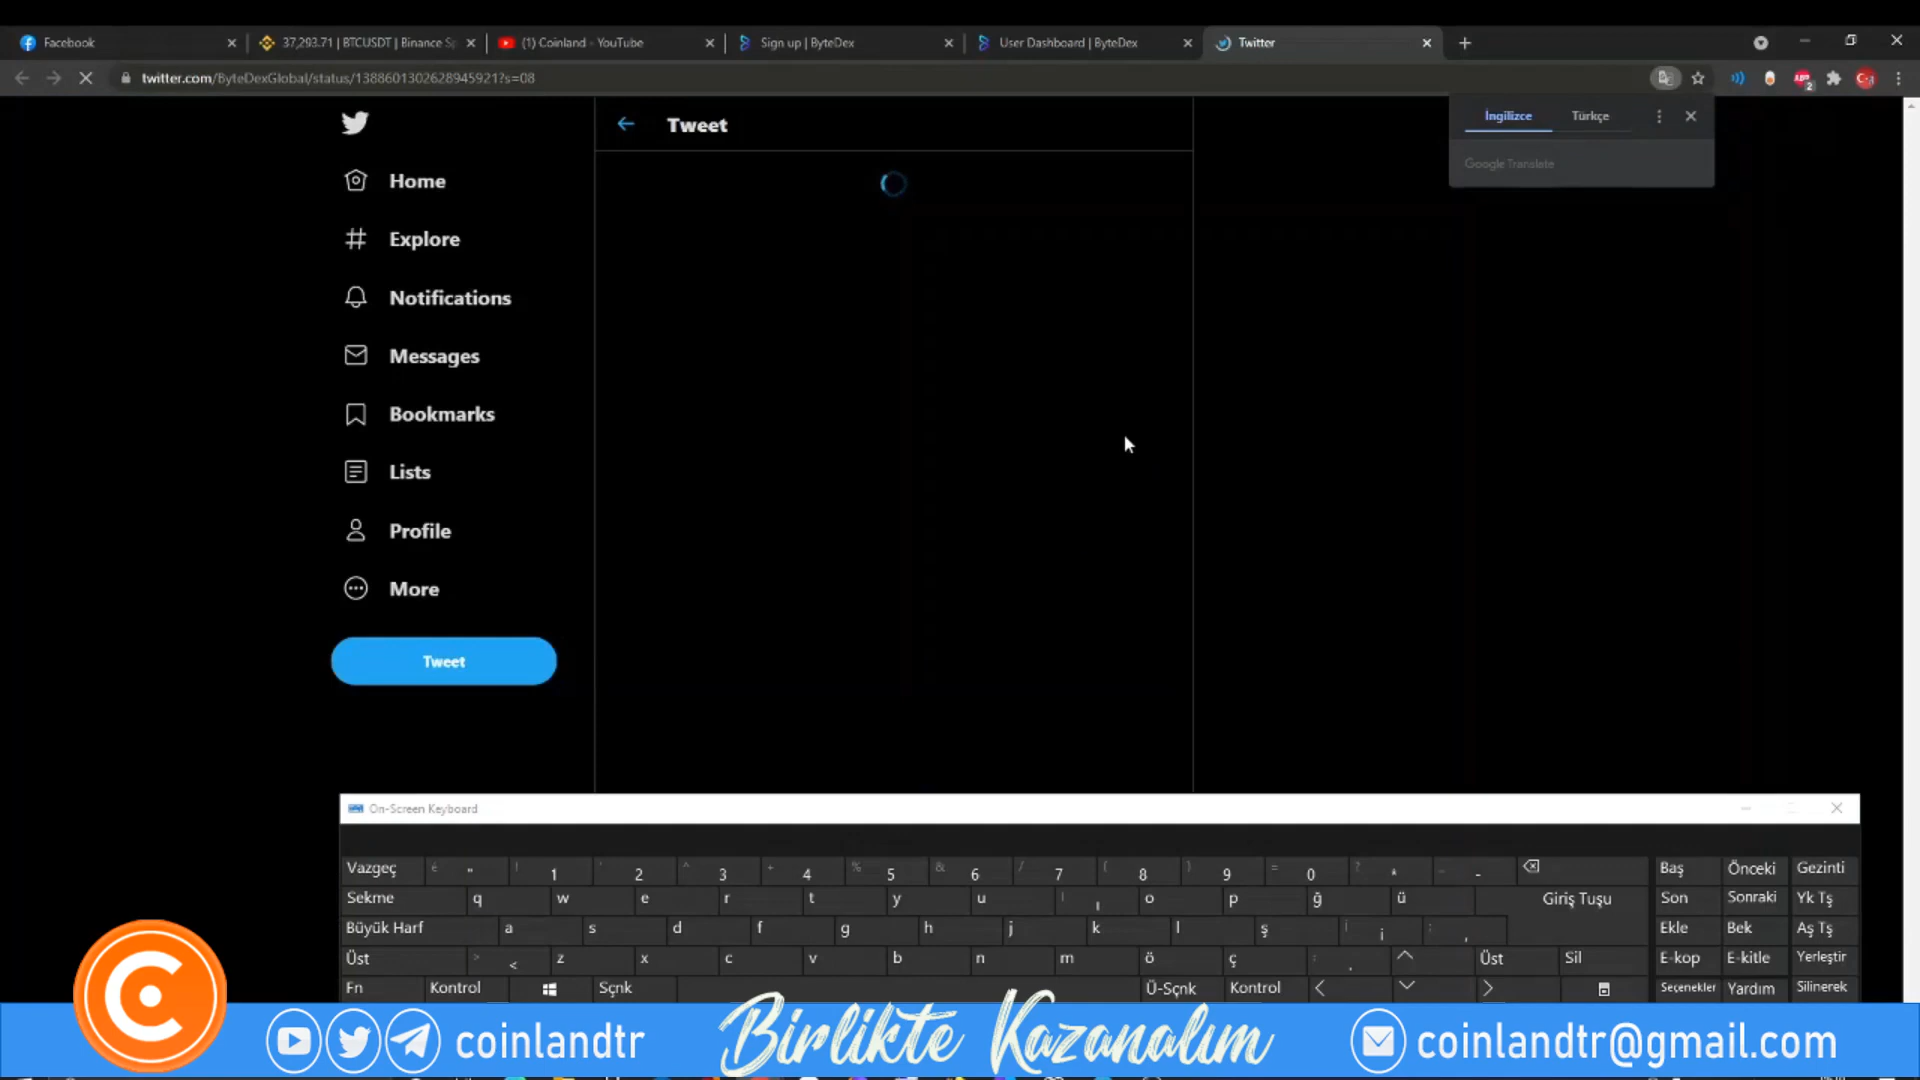 Facebook
37,293.71 | BTCUSDT | Binance Sp
(1) Coinland - YouTube
Sign up | ByteDex
User Dashboard | ByteDex
Twitter
twitter.com/ByteDexGlobal/status/1388601302628945921?s=08
İngilizce Türkçe
Google Translate
Tweet
Home
Explore
Notifications
Messages
Bookmarks
Lists
Profile
More
Tweet
On-Screen Keyboard
Vazgeç é " ! 1 ' 2 ^ 3 + 4 % 5 & 6 / 7 ( 8 ) 9 = 0 ? * _ -
Baş Önceki Gezinti
Sekme q w e r t y u ı o p ğ ü Giriş Tuşu
Son Sonraki Yk Tş
Büyük Harf a s d f g h j k l ş i ,
Ekle Bek Aş Tş
Üst > < z x c v b n m ö ç : . Üst Sil
E-kop E-kitle Yerleştir
Fn Kontrol Sçnk Ü-Sçnk Kontrol
Seçenekler Yardım Silinerek
coinlandtr
Birlikte Kazanalım
coinlandtr@gmail.com